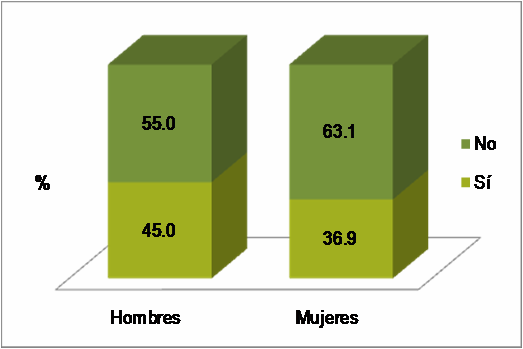 55.0
63.1
No
%
Sí
45.0
36.9
Hombres
Mujeres